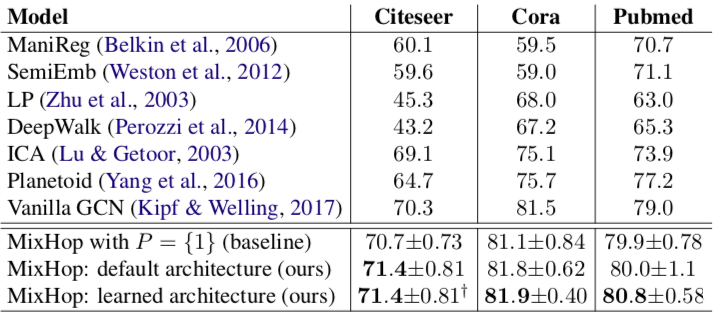 Model Citeseer Cora Pubmed
ManiReg (Belkin et al., 2006) 60.1 59.5 70.7
SemiEmb (Weston et al., 2012) 59.6 59.0 71.1
LP (Zhu et al., 2003) 45.3 68.0 63.0
DeepWalk (Perozzi et al., 2014) 43.2 67.2 65.3
ICA (Lu & Getoor, 2003) 69.1 75.1 73.9
Planetoid (Yang et al., 2016) 64.7 75.7 77.2
Vanilla GCN (Kipf & Welling, 2017) 70.3 81.5 79.0
MixHop with P = {1} (baseline) 70.7±0.73 81.1±0.84 79.9±0.78
MixHop: default architecture (ours) 71.4±0.81 81.8±0.62 80.0±1.1
MixHop: learned architecture (ours) 71.4±0.81† 81.9±0.40 80.8±0.58